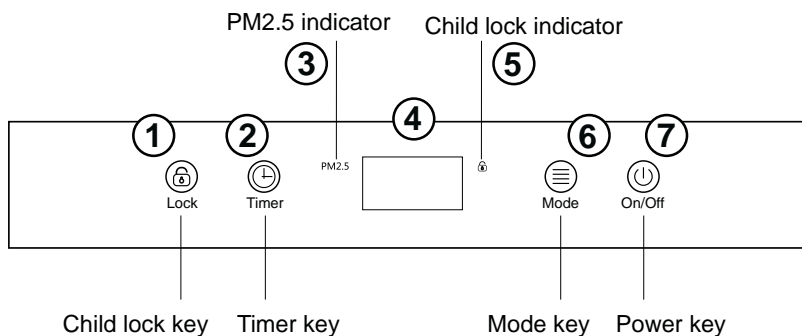 PM2.5 indicator
Child lock indicator
3
5
4
1
2
6
7
PM2.5
Lock
Timer
Mode
On/Off
Child lock key
Timer key
Mode key
Power key